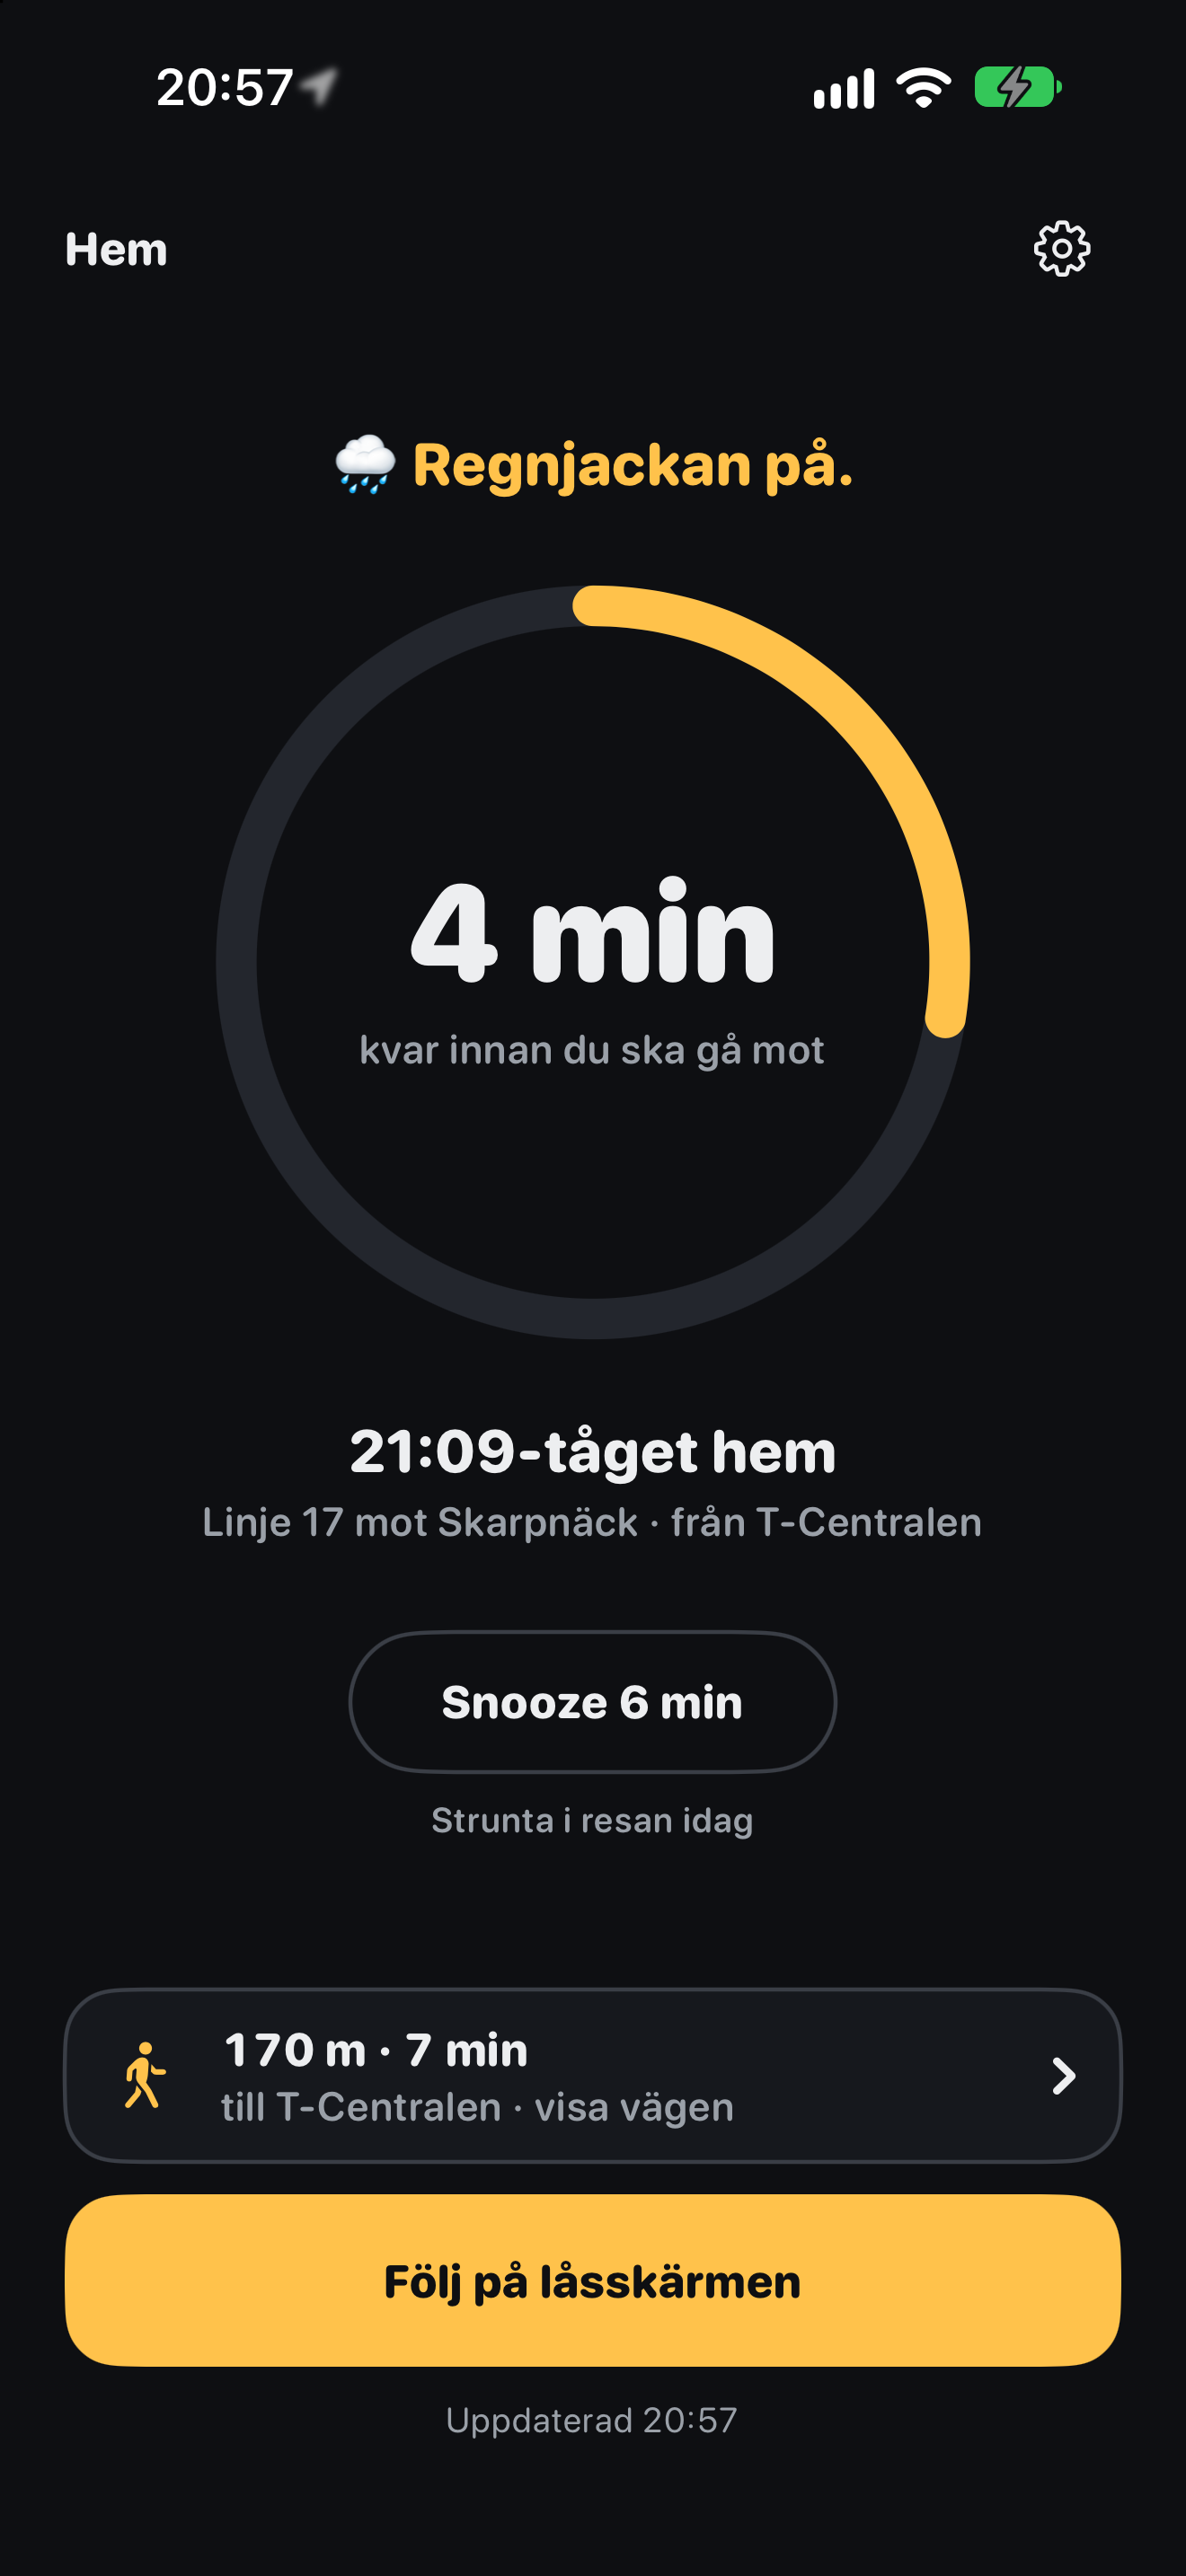 20:57
Hem
🌧️ Regnjackan på.
4 min
kvar innan du ska gå mot
21:09-tåget hem
Linje 17 mot Skarpnäck · från T-Centralen
Snooze 6 min
Strunta i resan idag
170 m · 7 min
till T-Centralen · visa vägen
Följ på låsskärmen
Uppdaterad 20:57